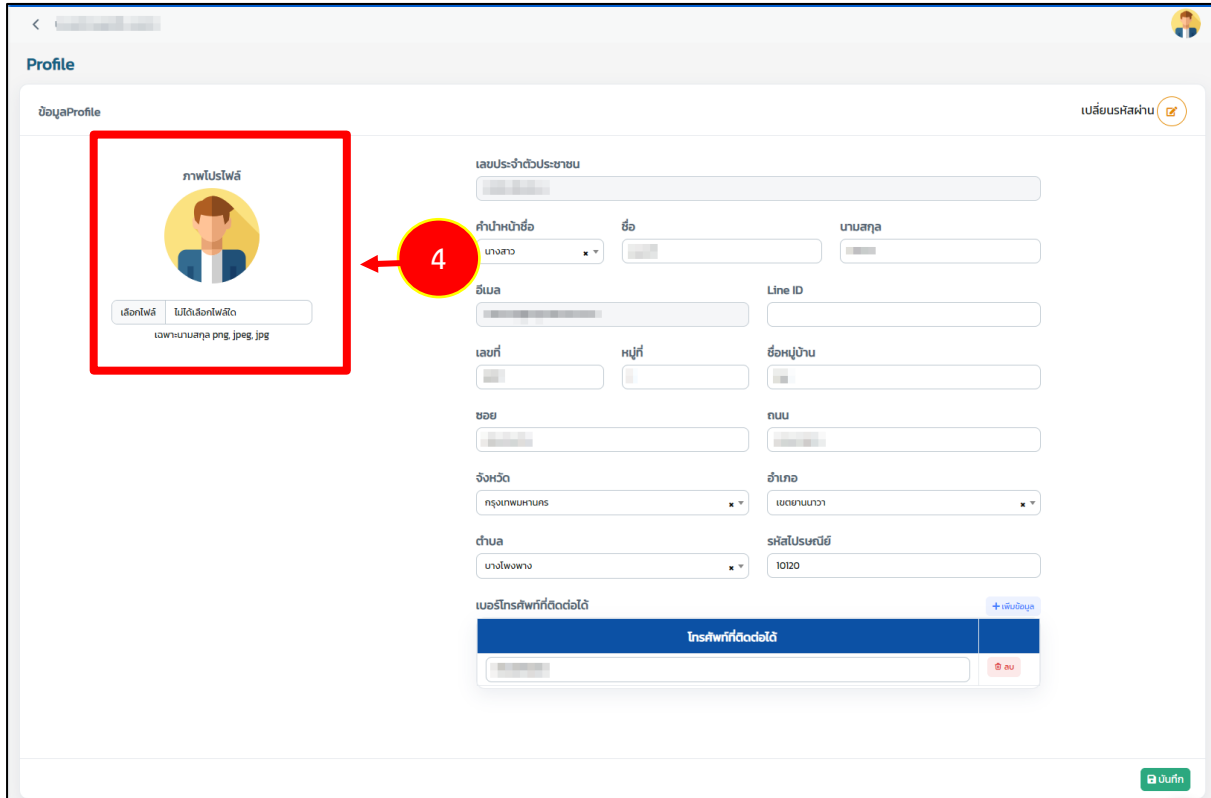 Profile
ข้อมูลProfile
เปลี่ยนรหัสผ่าน
ภาพโปรไฟล์
เลือกไฟล์ ไม่ได้เลือกไฟล์ใด
เฉพาะนามสกุล png, jpeg, jpg
4
เลขประจำตัวประชาชน
คำนำหน้าชื่อ ชื่อ นามสกุล
นางสาว
อีเมล Line ID
เลขที่ หมู่ที่ ชื่อหมู่บ้าน
ซอย ถนน
จังหวัด อำเภอ
กรุงเทพมหานคร เขตยานนาวา
ตำบล รหัสไปรษณีย์
บางโพงพาง 10120
เบอร์โทรศัพท์ที่ติดต่อได้ +เพิ่มข้อมูล
โทรศัพท์ที่ติดต่อได้
ลบ
บันทึก